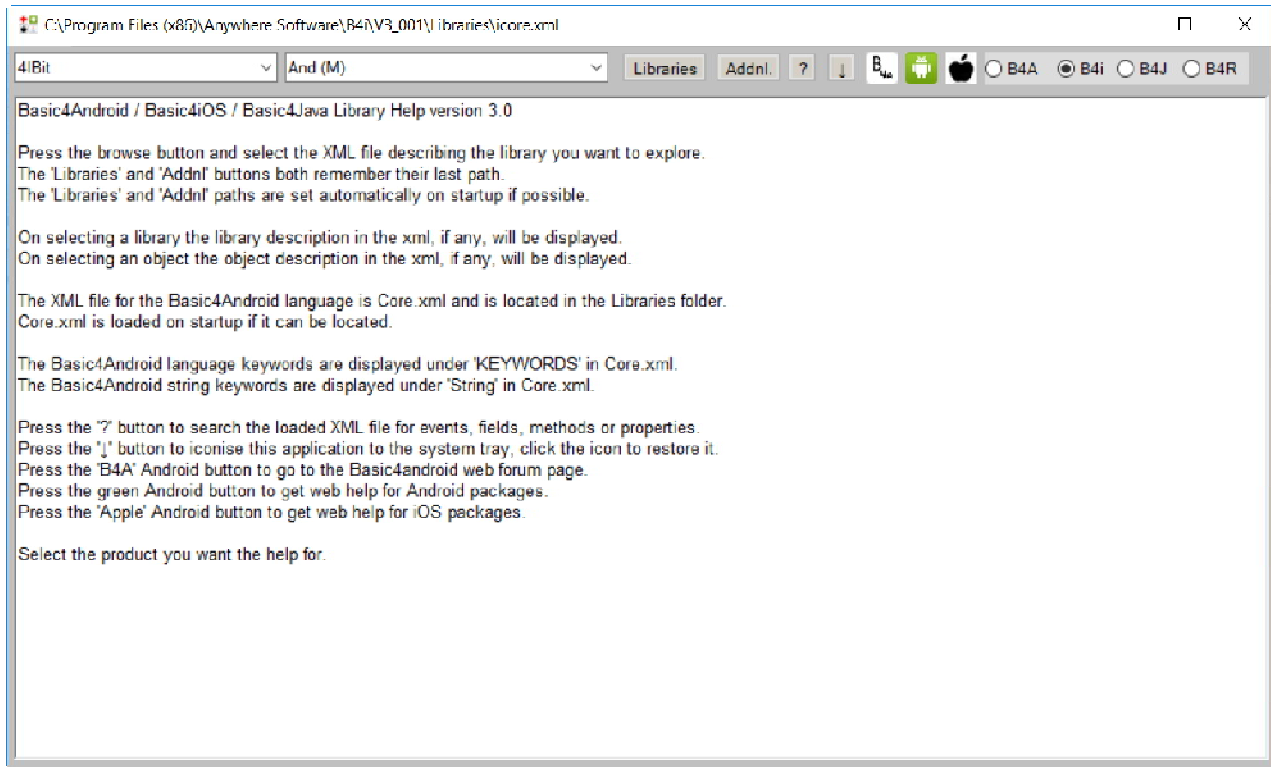 C:\Program Files (x86)\Anywhere Software\B4i\V3_001\Libraries\icore.xml
4!Bit And (M) Libraries Addnl. ? ↓ B4a B4A B4i B4J B4R
Basic4Android / Basic4iOS / Basic4Java Library Help version 3.0
Press the browse button and select the XML file describing the library you want to explore.
The 'Libraries' and 'Addnl' buttons both remember their last path.
The 'Libraries' and 'Addnl' paths are set automatically on startup if possible.
On selecting a library the library description in the xml, if any, will be displayed.
On selecting an object the object description in the xml, if any, will be displayed.
The XML file for the Basic4Android language is Core.xml and is located in the Libraries folder.
Core.xml is loaded on startup if it can be located.
The Basic4Android language keywords are displayed under 'KEYWORDS' in Core.xml.
The Basic4Android string keywords are displayed under 'String' in Core.xml.
Press the '?' button to search the loaded XML file for events, fields, methods or properties.
Press the '↓' button to iconise this application to the system tray, click the icon to restore it.
Press the 'B4A' Android button to go to the Basic4android web forum page.
Press the green Android button to get web help for Android packages.
Press the 'Apple' Android button to get web help for iOS packages.
Select the product you want the help for.